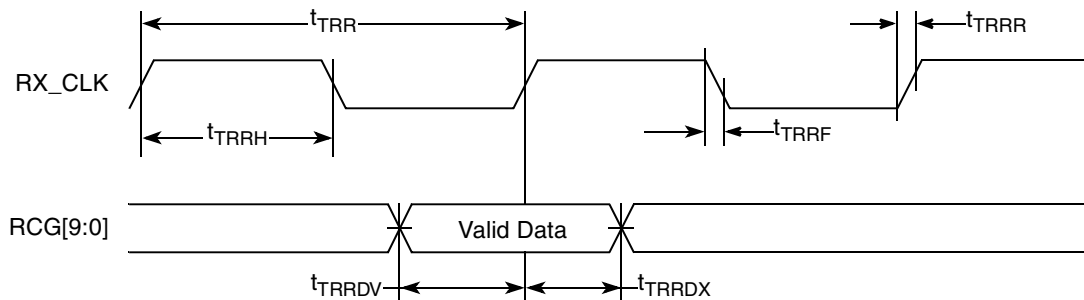 tTRR
tTRRR
RX_CLK
tTRRH
tTRRF
RCG[9:0]
Valid Data
tTRRDV
tTRRDX